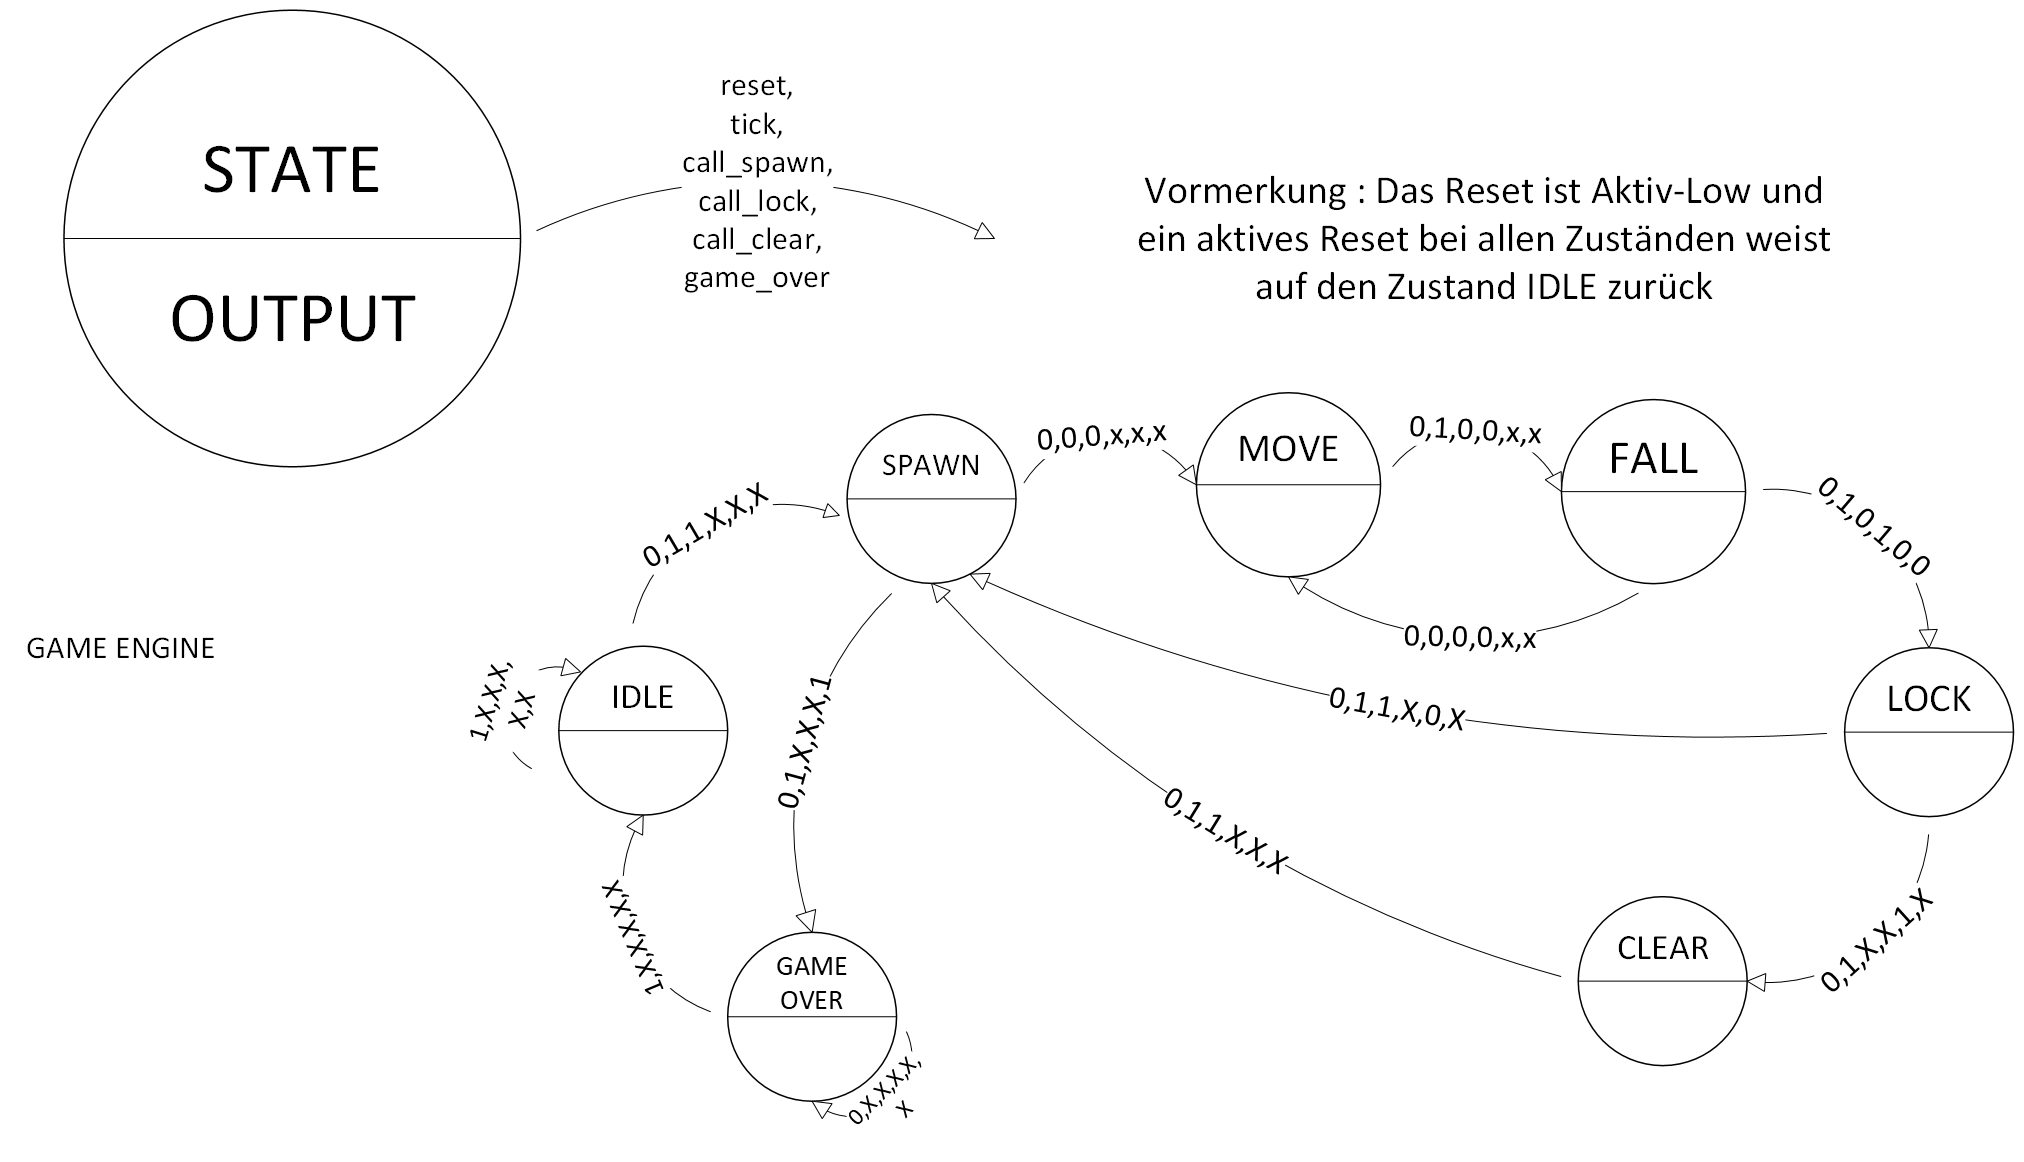 STATE
OUTPUT
reset,
tick,
call_spawn,
call_lock,
call_clear,
game_over
Vormerkung : Das Reset ist Aktiv-Low und
ein aktives Reset bei allen Zuständen weist
auf den Zustand IDLE zurück
GAME ENGINE
SPAWN
0,0,0,x,x,x
MOVE
0,1,0,0,x,x
FALL
0,1,0,1,0,0
0,1,1,X,X,X
0,0,0,0,x,x
1,X,X,X,
X,X
IDLE
0,1,X,X,X,1
0,1,1,X,0,X
LOCK
0,1,1,X,X,X
1,X,X,X,X,X
GAME
OVER
0,X,X,X,X,
X
CLEAR
0,1,X,X,1,X